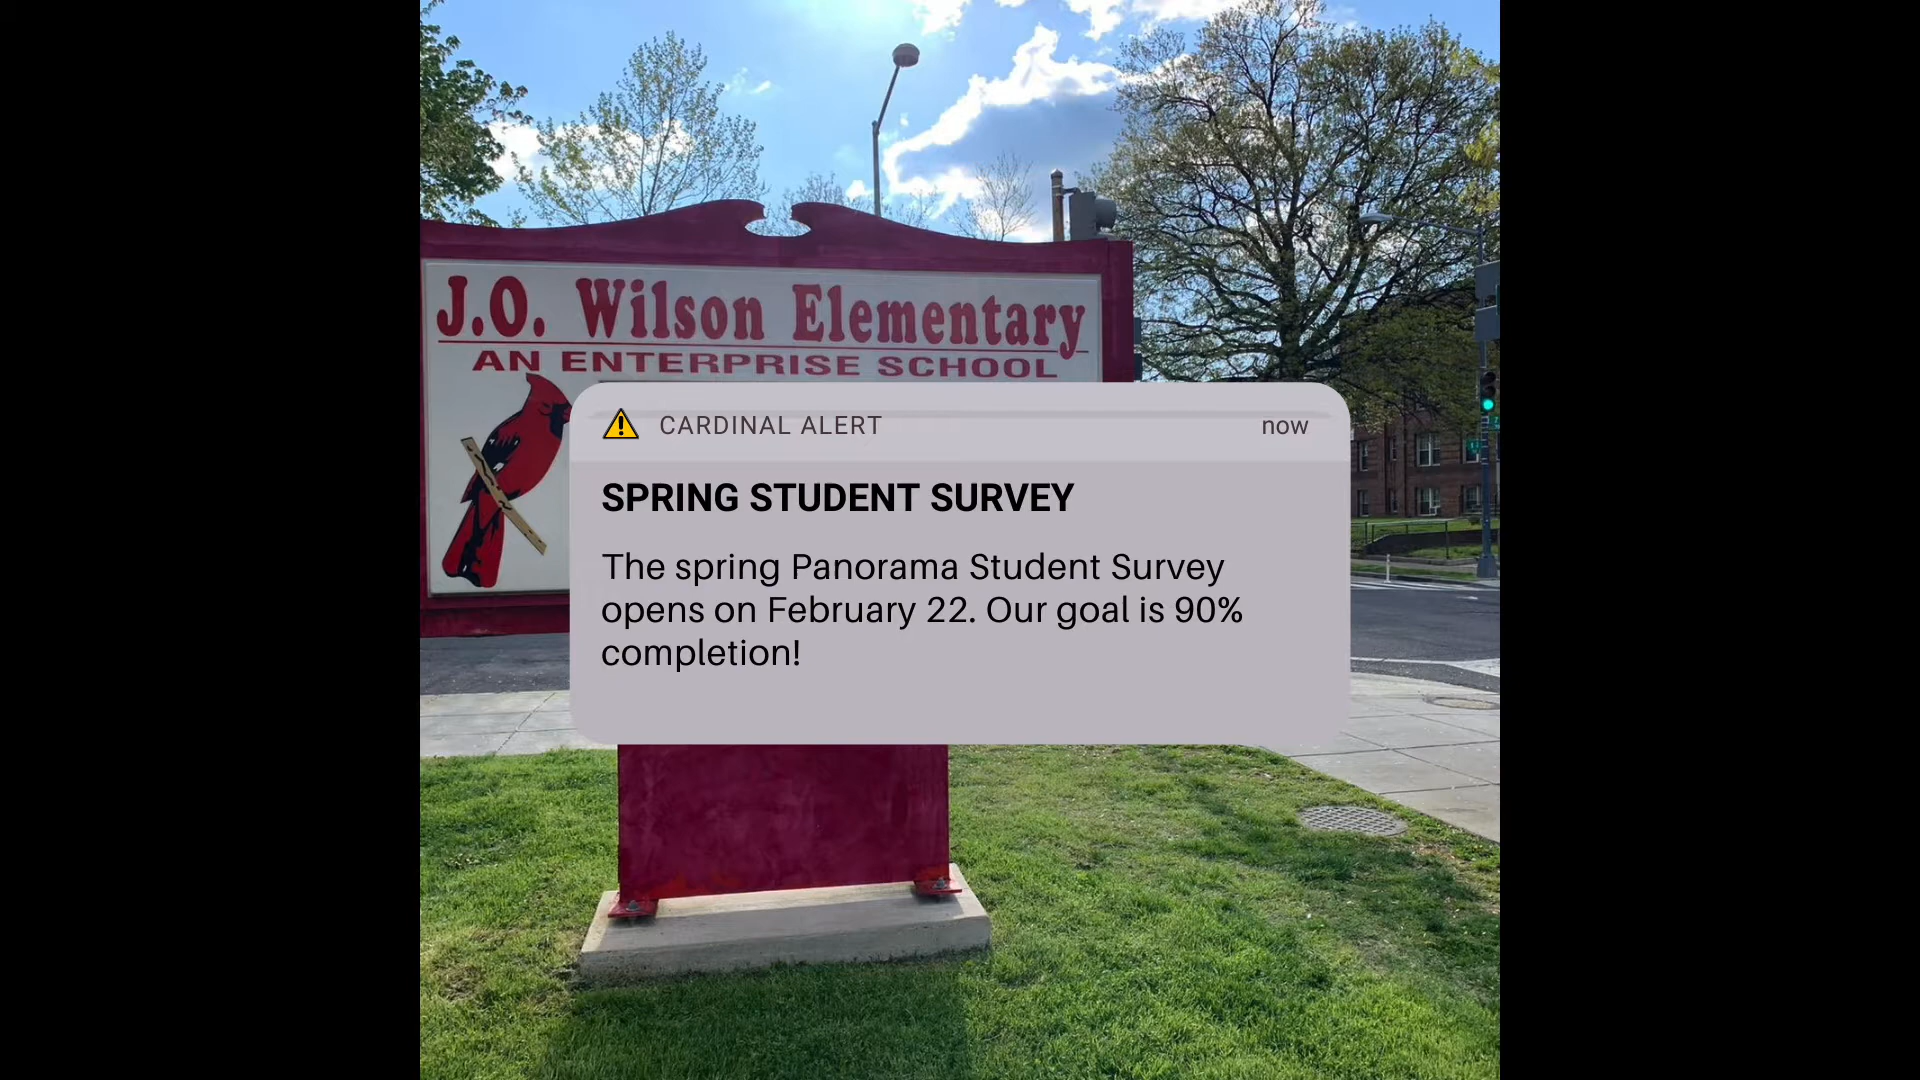 J.O. Wilson Elementary
AN ENTERPRISE SCHOOL
CARDINAL ALERT
now
SPRING STUDENT SURVEY
The spring Panorama Student Survey
opens on February 22. Our goal is 90%
completion!